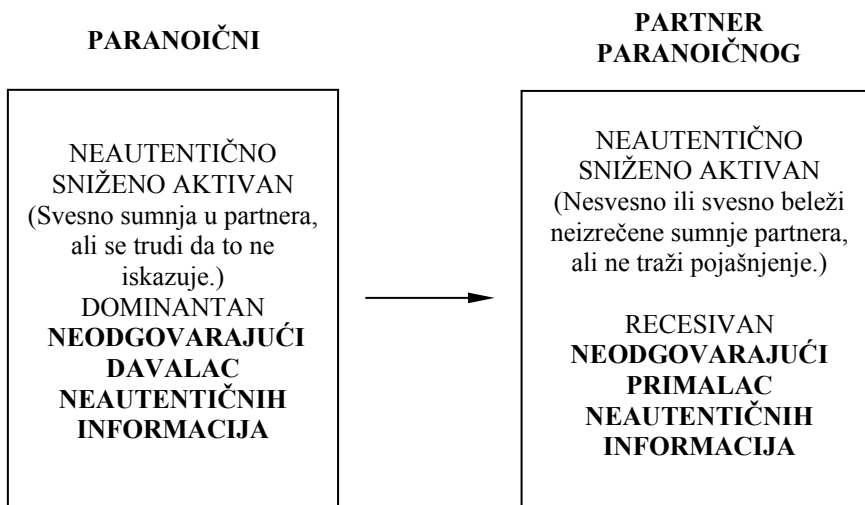 PARANOIČNI
NEAUTENTIČNO
SNIŽENO AKTIVAN
(Svesno sumnja u partnera,
ali se trudi da to ne
iskazuje.)
DOMINANTAN
NEODGOVARAJUĆI
DAVALAC
NEAUTENTIČNIH
INFORMACIJA
PARTNER
PARANOIČNOG
NEAUTENTIČNO
SNIŽENO AKTIVAN
(Nesvesno ili svesno beleži
neizrečene sumnje partnera,
ali ne traži pojašnjenje.)
RECESIVAN
NEODGOVARAJUĆI
PRIMALAC
NEAUTENTIČNIH
INFORMACIJA